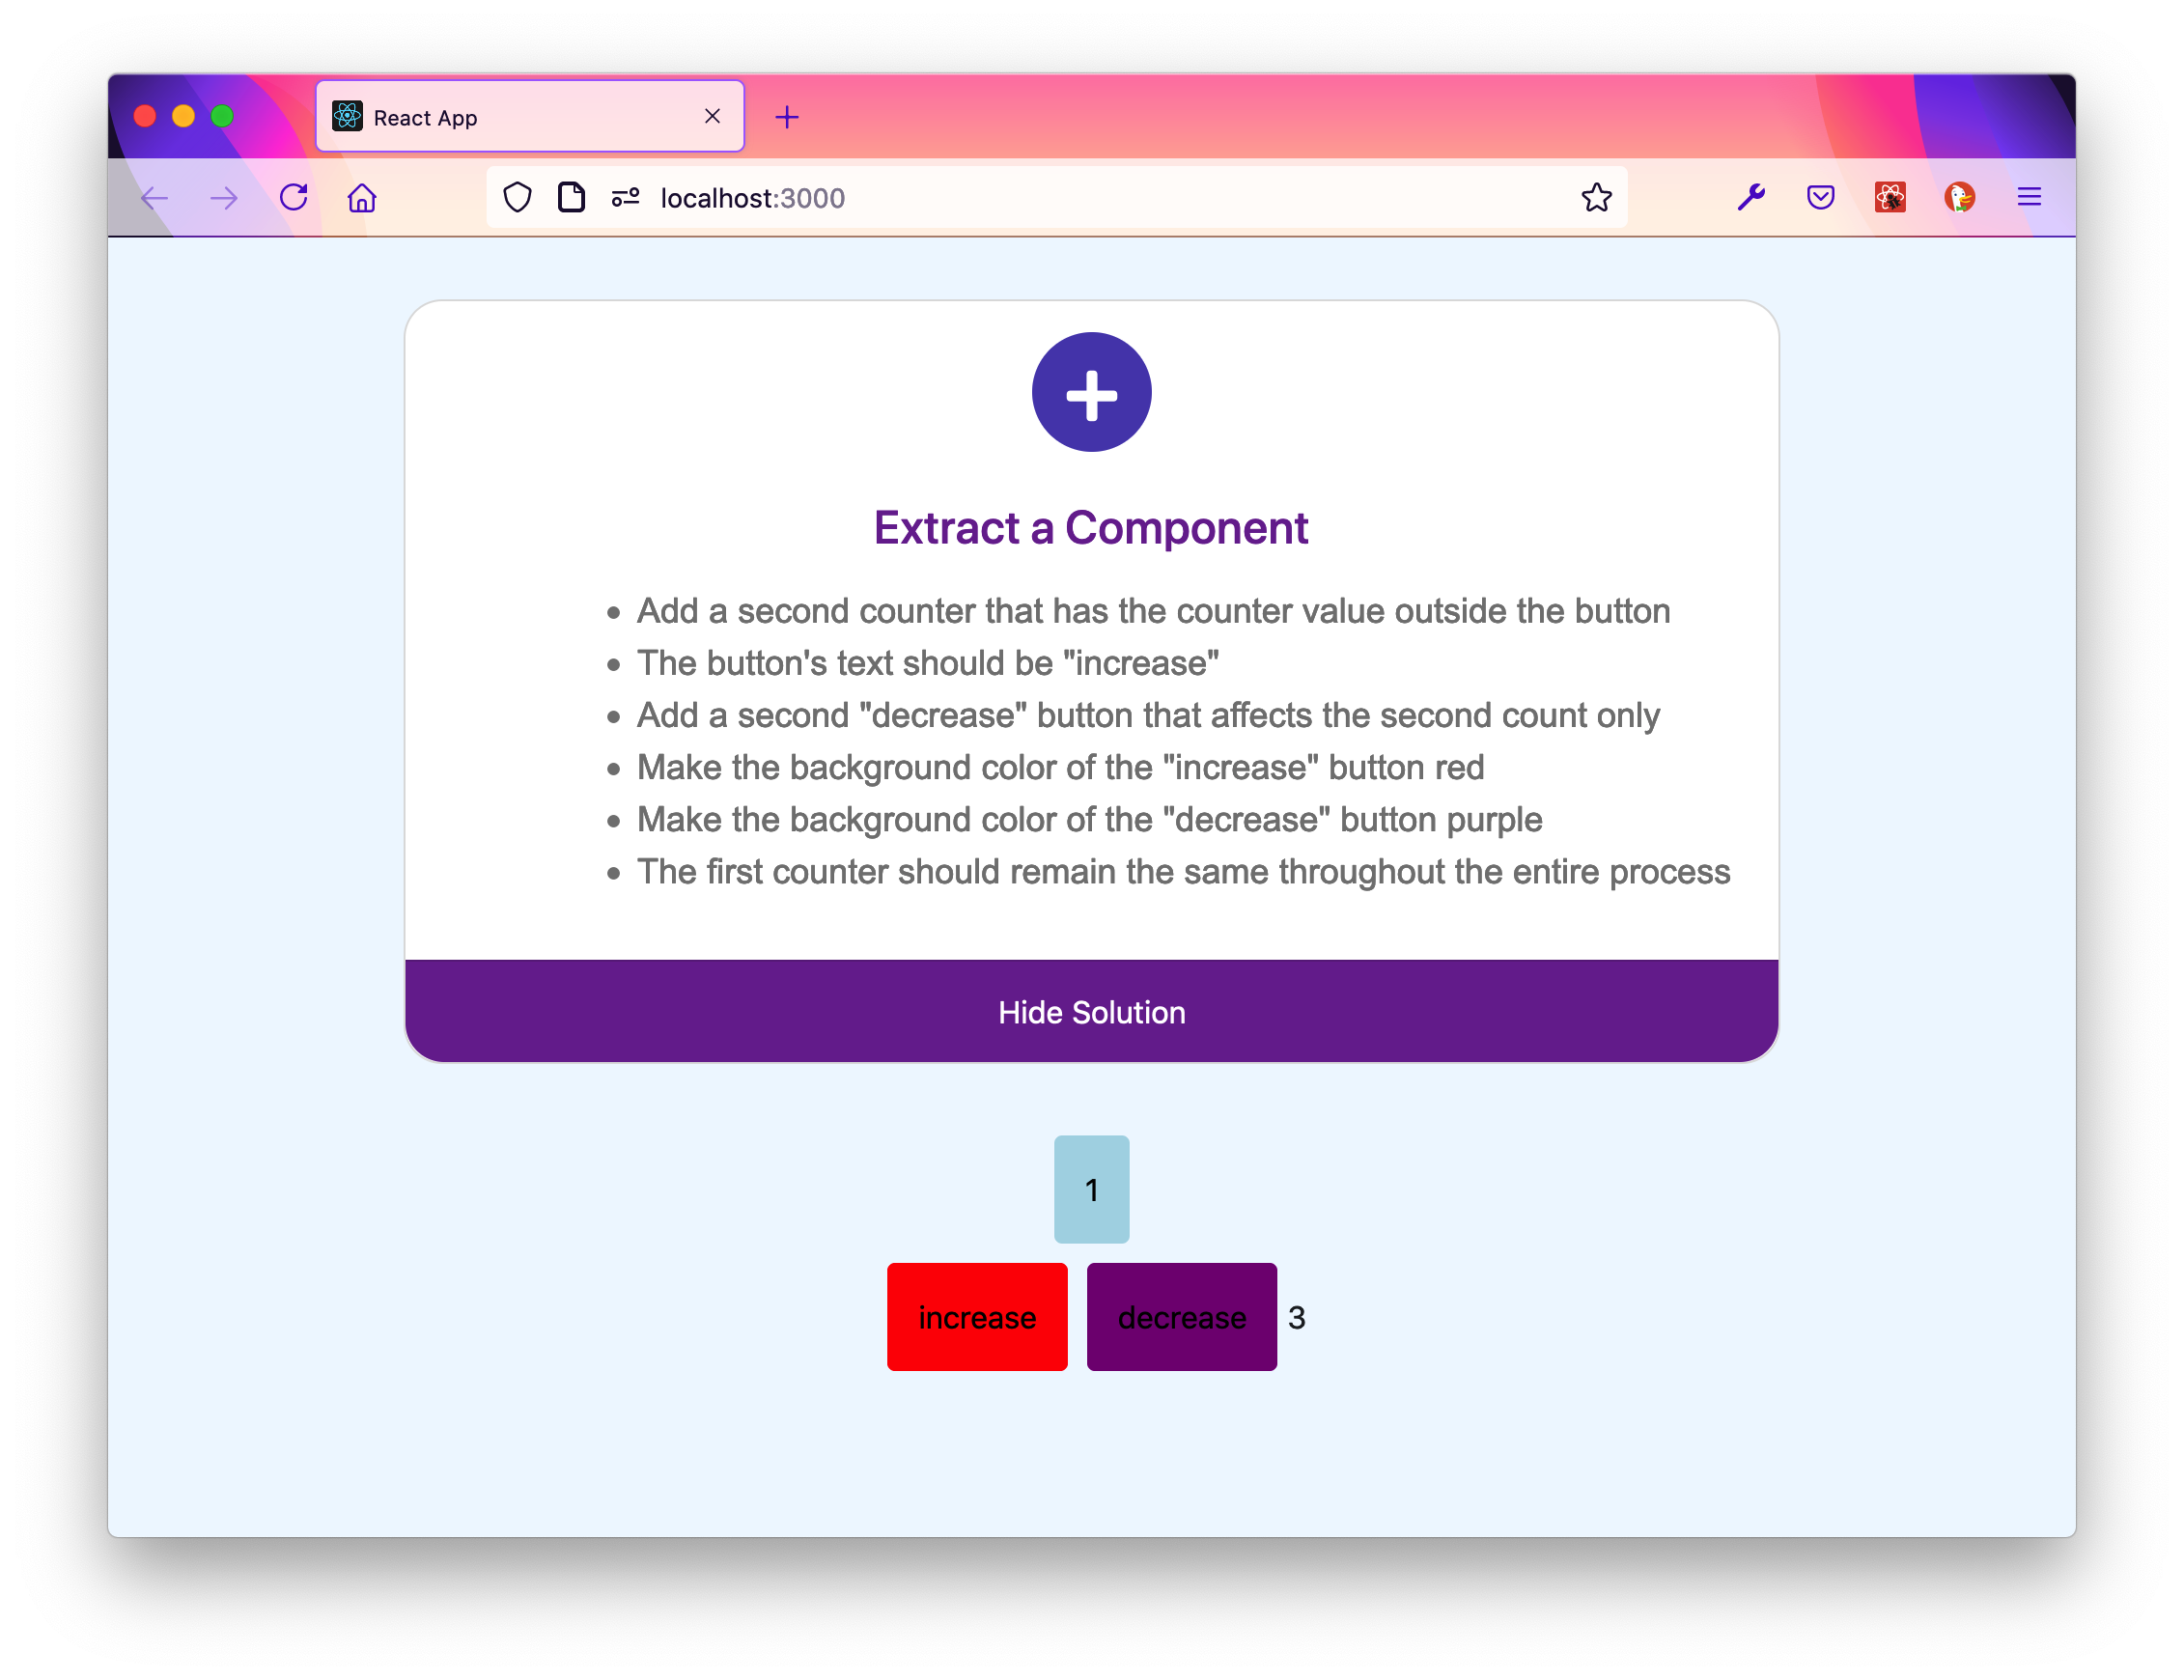 React App
localhost:3000
Extract a Component
Add a second counter that has the counter value outside the button
The button's text should be "increase"
Add a second "decrease" button that affects the second count only
Make the background color of the "increase" button red
Make the background color of the "decrease" button purple
The first counter should remain the same throughout the entire process
Hide Solution
1
increase decrease 3